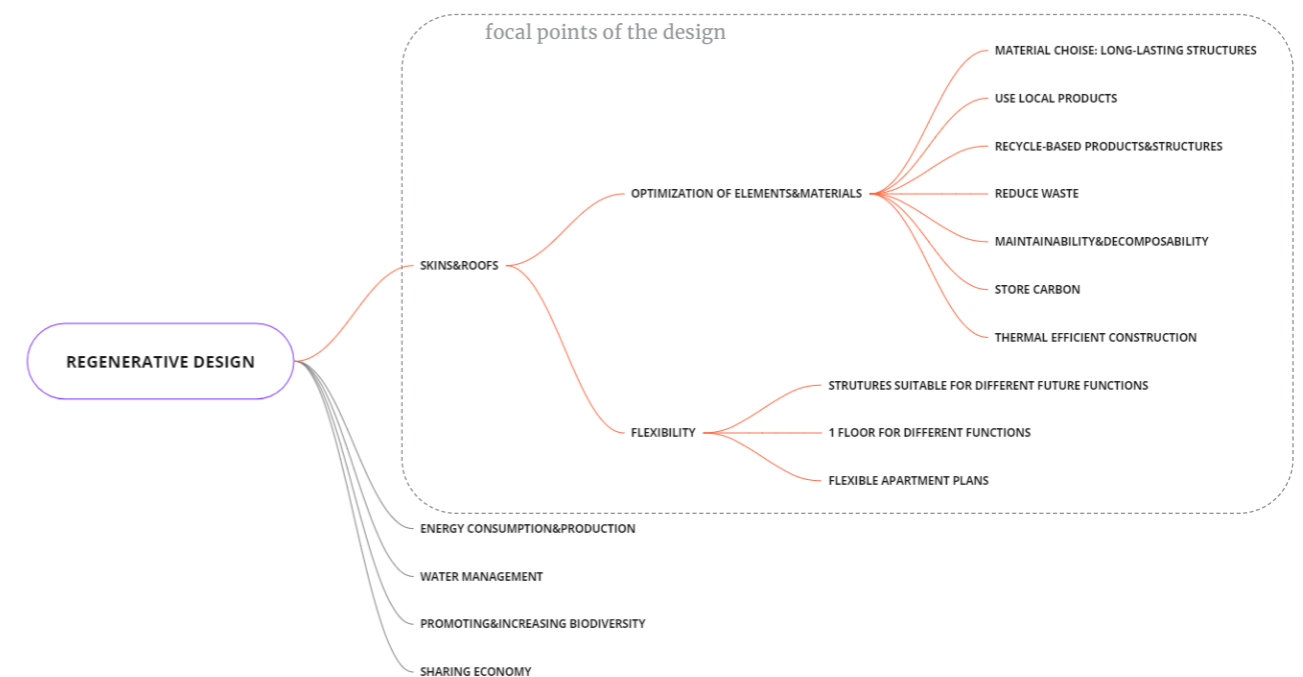 focal points of the design
MATERIAL CHOISE: LONG-LASTING STRUCTURES
USE LOCAL PRODUCTS
RECYCLE-BASED PRODUCTS&STRUCTURES
OPTIMIZATION OF ELEMENTS&MATERIALS
REDUCE WASTE
MAINTAINABILITY&DECOMPOSABILITY
SKINS&ROOFS
STORE CARBON
THERMAL EFFICIENT CONSTRUCTION
REGENERATIVE DESIGN
STRUTURES SUITABLE FOR DIFFERENT FUTURE FUNCTIONS
FLEXIBILITY
1 FLOOR FOR DIFFERENT FUNCTIONS
FLEXIBLE APARTMENT PLANS
ENERGY CONSUMPTION&PRODUCTION
WATER MANAGEMENT
PROMOTING&INCREASING BIODIVERSITY
SHARING ECONOMY